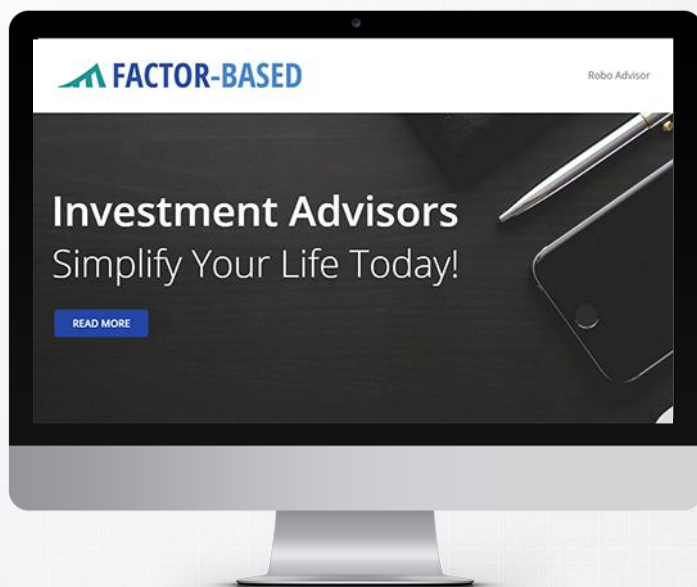 FACTOR-BASED
Robo Advisor
Investment Advisors
Simplify Your Life Today!
READ MORE